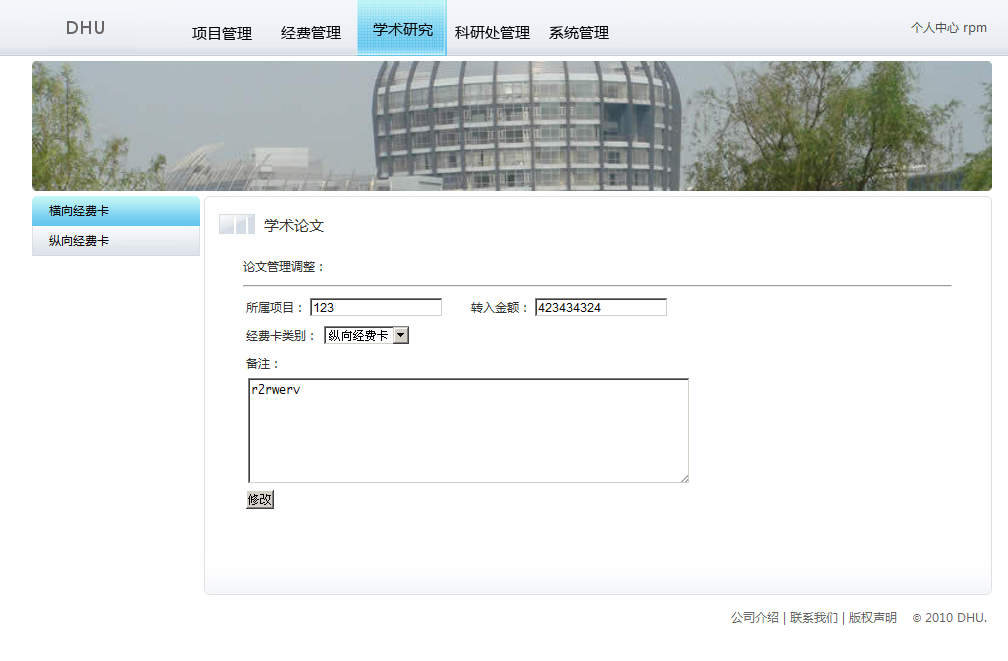 DHU 项目管理 经费管理 学术研究 科研处管理 系统管理 个人中心 rpm
横向经费卡
纵向经费卡
学术论文
论文管理调整：
所属项目： 123 转入金额： 423434324
经费卡类别： 纵向经费卡
备注：
r2rwerv
修改
公司介绍 | 联系我们 | 版权声明 © 2010 DHU.